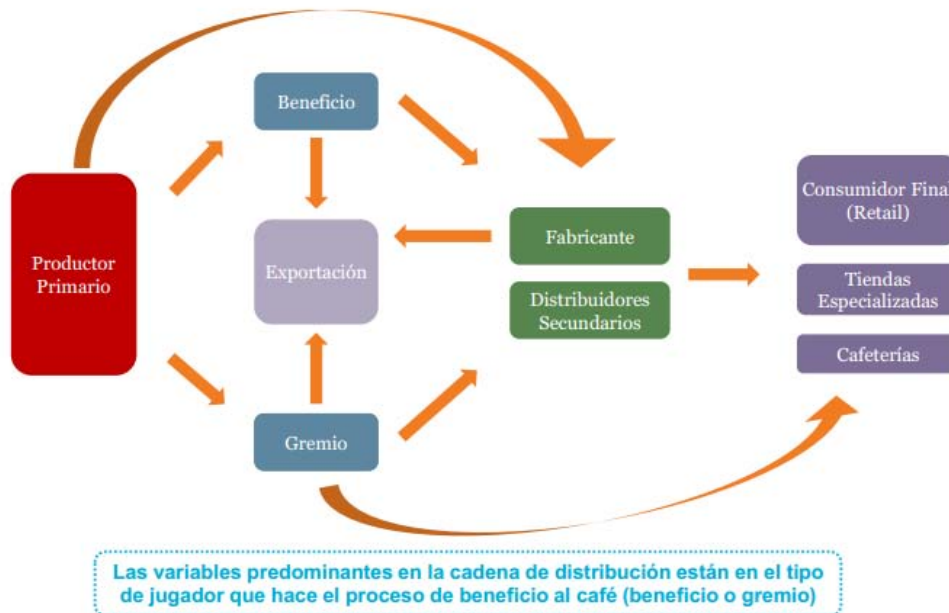 Beneficio
Productor
Primario
Exportación
Gremio
Fabricante
Distribuidores
Secundarios
Consumidor Final
(Retail)
Tiendas
Especializadas
Cafeterías
Las variables predominantes en la cadena de distribución están en el tipo
de jugador que hace el proceso de beneficio al café (beneficio o gremio)